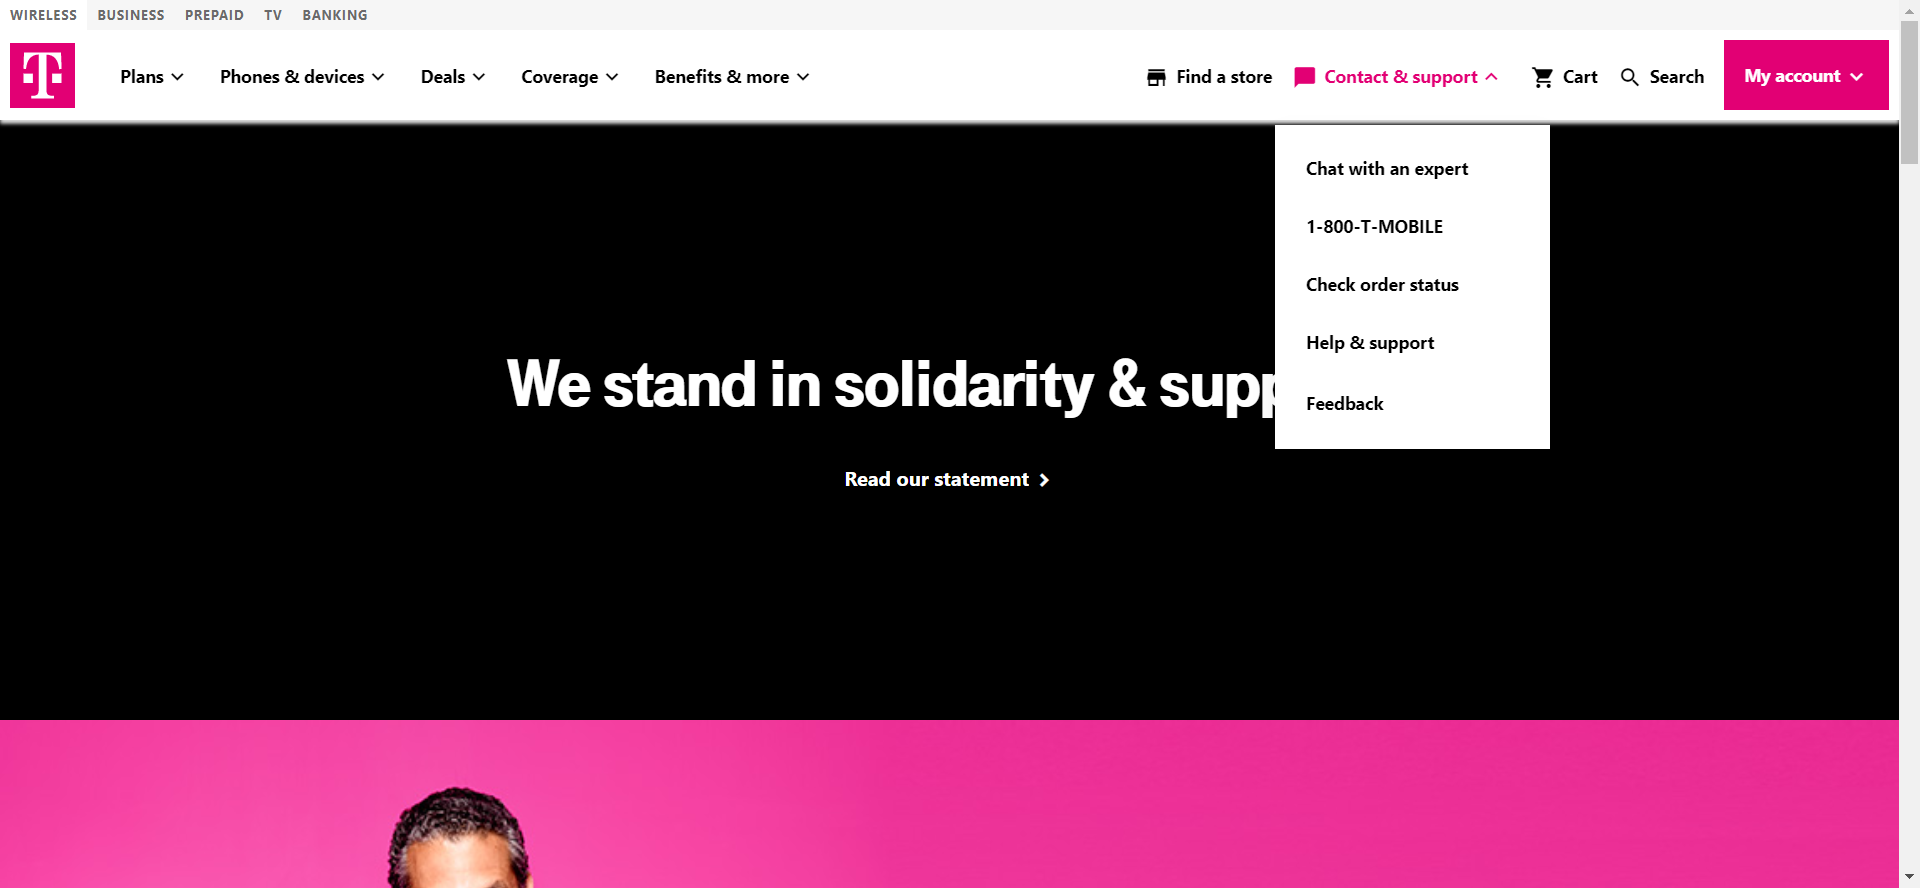 WIRELESS BUSINESS PREPAID TV BANKING
T Plans Phones & devices Deals Coverage Benefits & more Find a store Contact & support Cart Search My account
Chat with an expert
1-800-T-MOBILE
Check order status
Help & support
Feedback
We stand in solidarity & supp
Read our statement